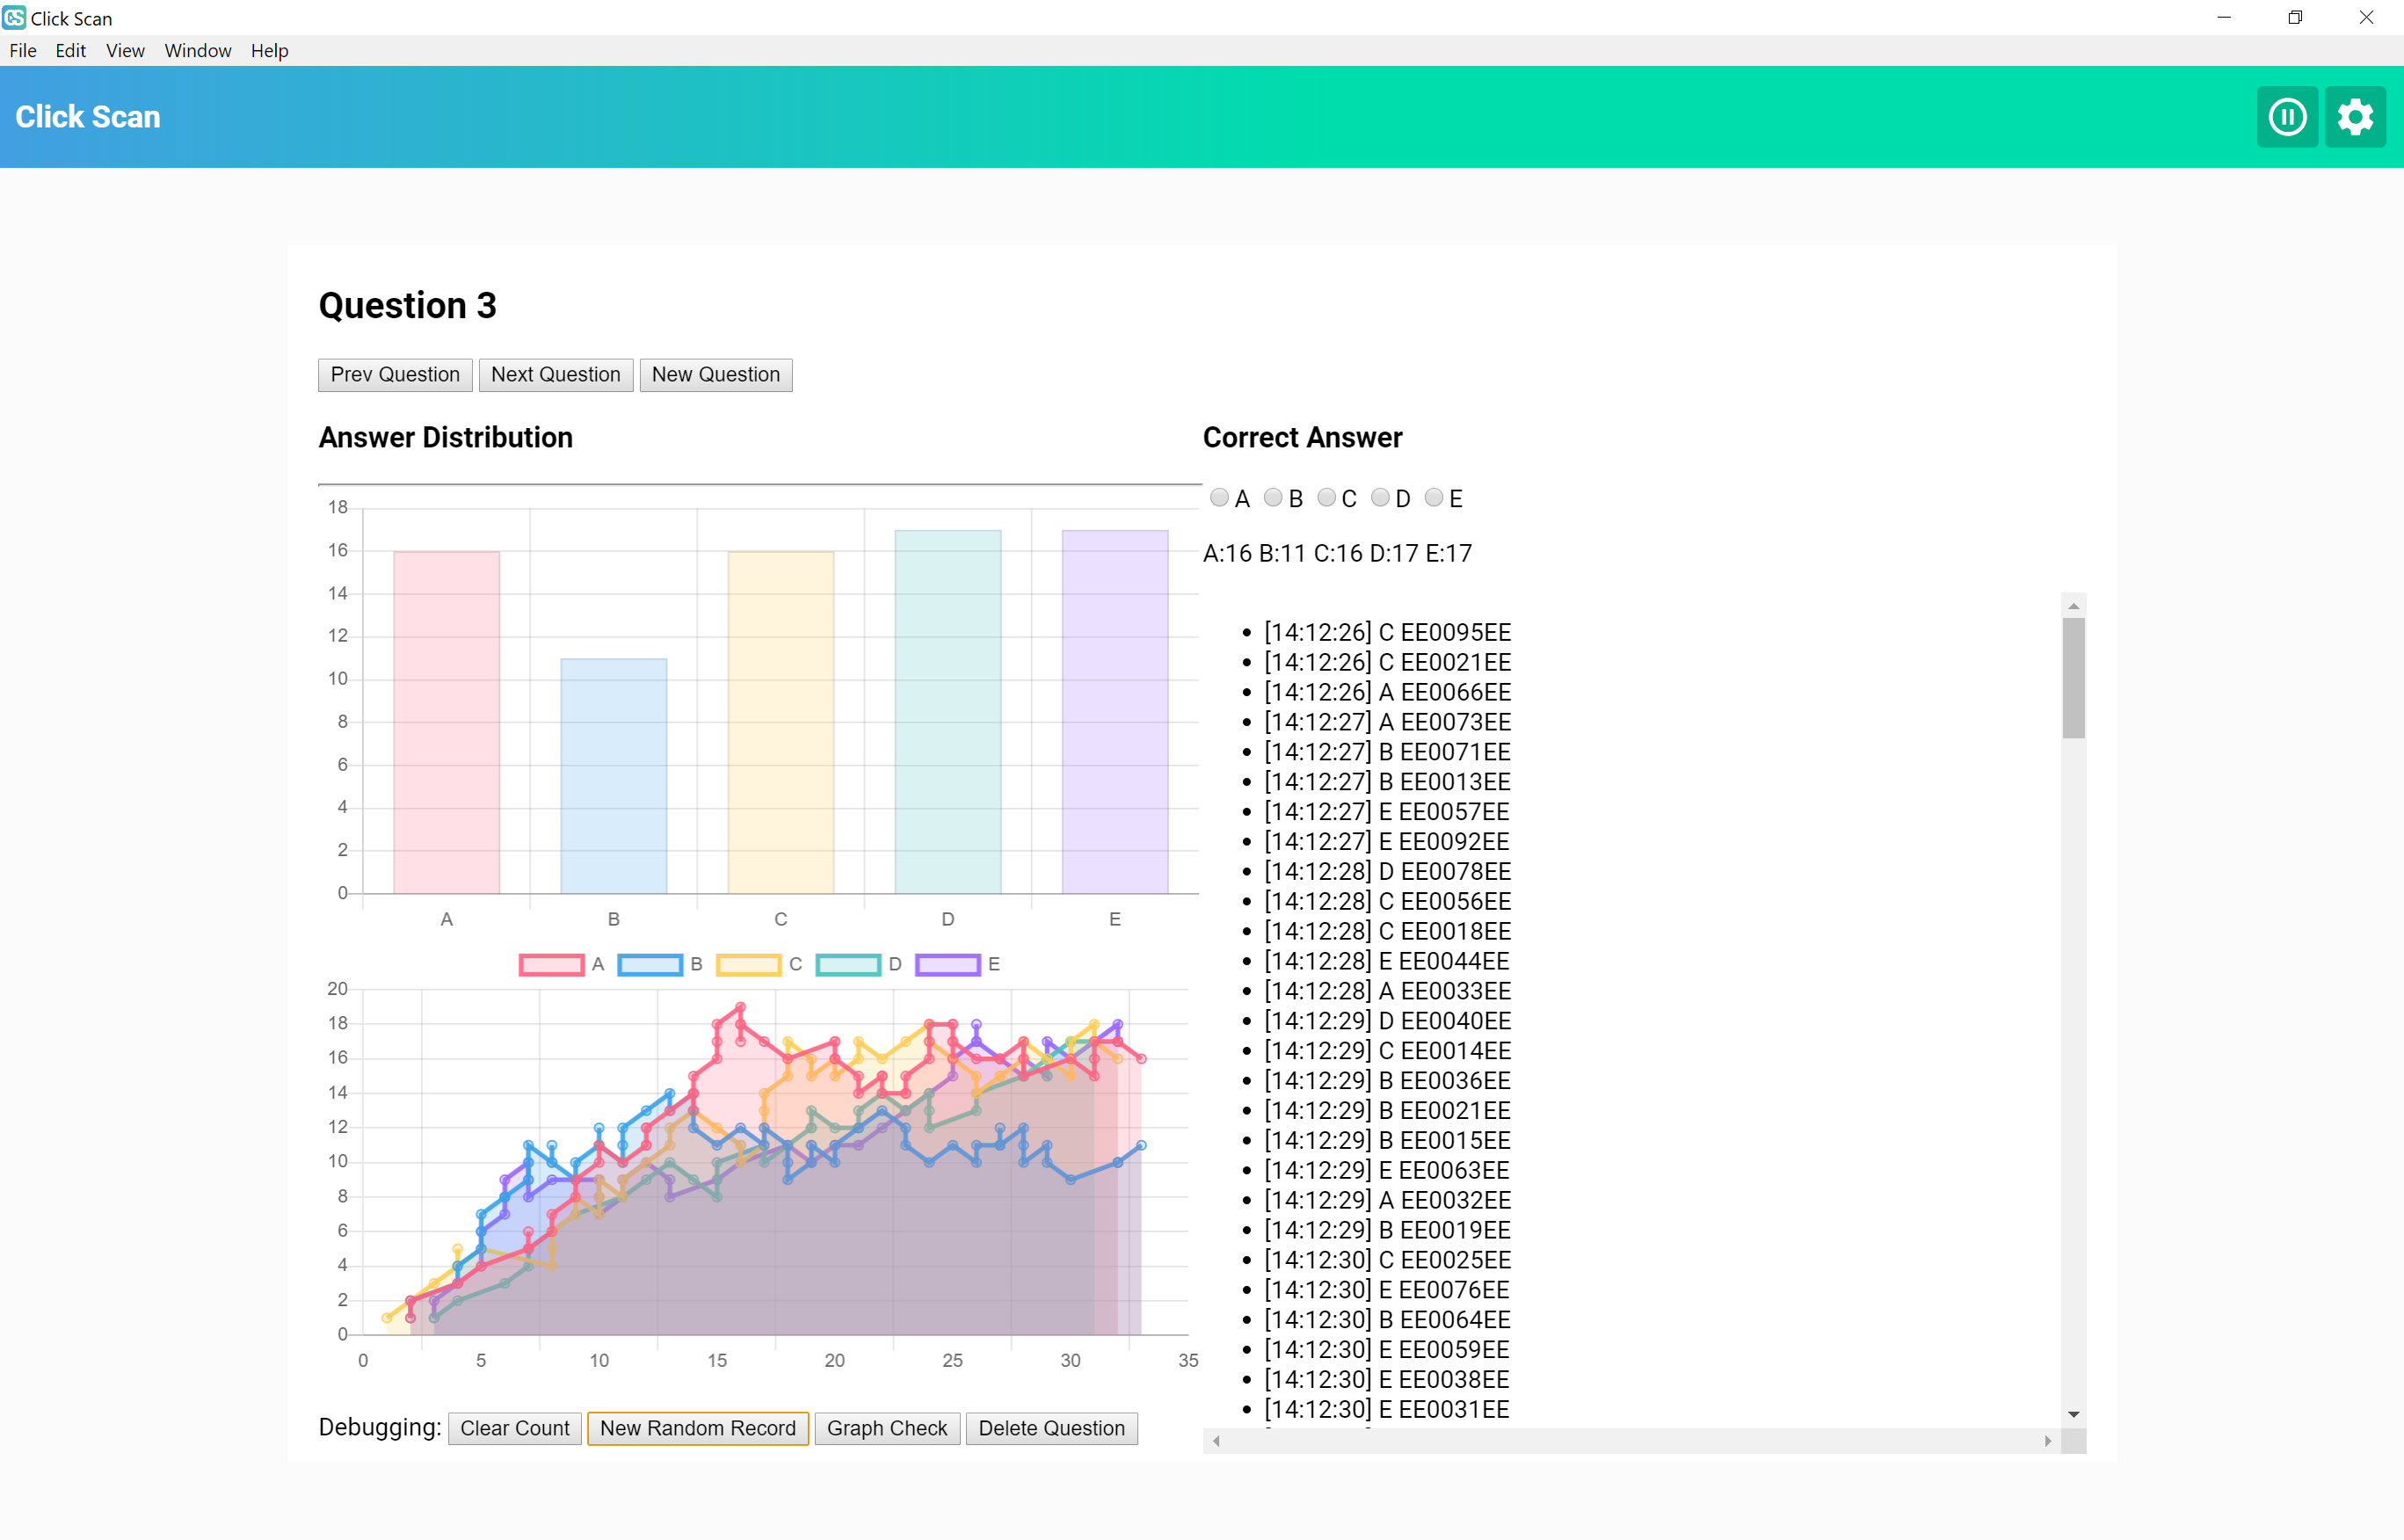 CS Click Scan
File Edit View Window Help
Click Scan
Question 3
Prev Question Next Question New Question
Answer Distribution
18
16
14
12
10
8
6
4
2
0
A B C D E
A B C D E
20
18
16
14
12
10
8
6
4
2
0
0 5 10 15 20 25 30 35
Debugging: Clear Count New Random Record Graph Check Delete Question
Correct Answer
A B C D E
A:16 B:11 C:16 D:17 E:17
[14:12:26] C EE0095EE
[14:12:26] C EE0021EE
[14:12:26] A EE0066EE
[14:12:27] A EE0073EE
[14:12:27] B EE0071EE
[14:12:27] B EE0013EE
[14:12:27] E EE0057EE
[14:12:27] E EE0092EE
[14:12:28] D EE0078EE
[14:12:28] C EE0056EE
[14:12:28] C EE0018EE
[14:12:28] E EE0044EE
[14:12:28] A EE0033EE
[14:12:29] D EE0040EE
[14:12:29] C EE0014EE
[14:12:29] B EE0036EE
[14:12:29] B EE0021EE
[14:12:29] B EE0015EE
[14:12:29] E EE0063EE
[14:12:29] A EE0032EE
[14:12:29] B EE0019EE
[14:12:30] C EE0025EE
[14:12:30] E EE0076EE
[14:12:30] B EE0064EE
[14:12:30] E EE0059EE
[14:12:30] E EE0038EE
[14:12:30] E EE0031EE